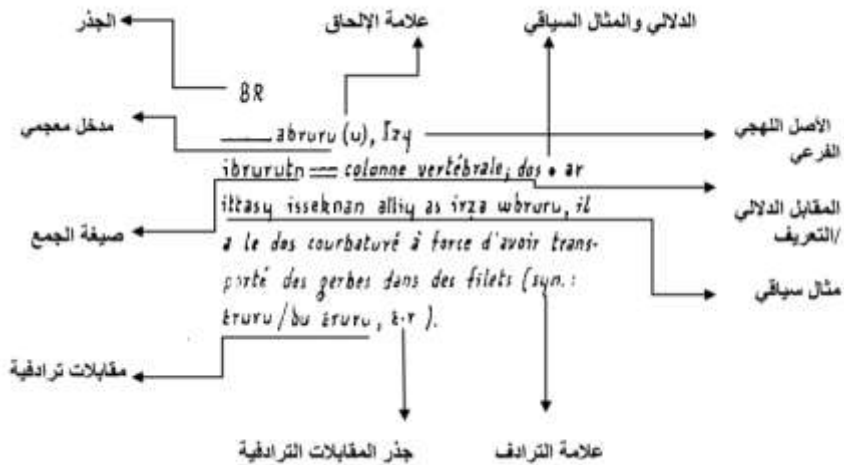 الجذر
علامة الإلحاق
الدلالي والمثال السياقي
BR
abruru (u), Izy
الأصل اللهجي
الفرعي
مدخل معجمي
ibrurutn = colonne vertébrale; dos • ar
ittasy isseknan alliy as irza wbruru, il
المقابل الدلالي
/التعريف
صيغة الجمع
a le dos courbaturé à force d'avoir trans-
porté des gerbes dans des filets (syn. :
مثال سياقي
ɛruru / bu ɛruru, ɛ.r ).
مقابلات ترادفية
جذر المقابلات الترادفية
علامة الترادف